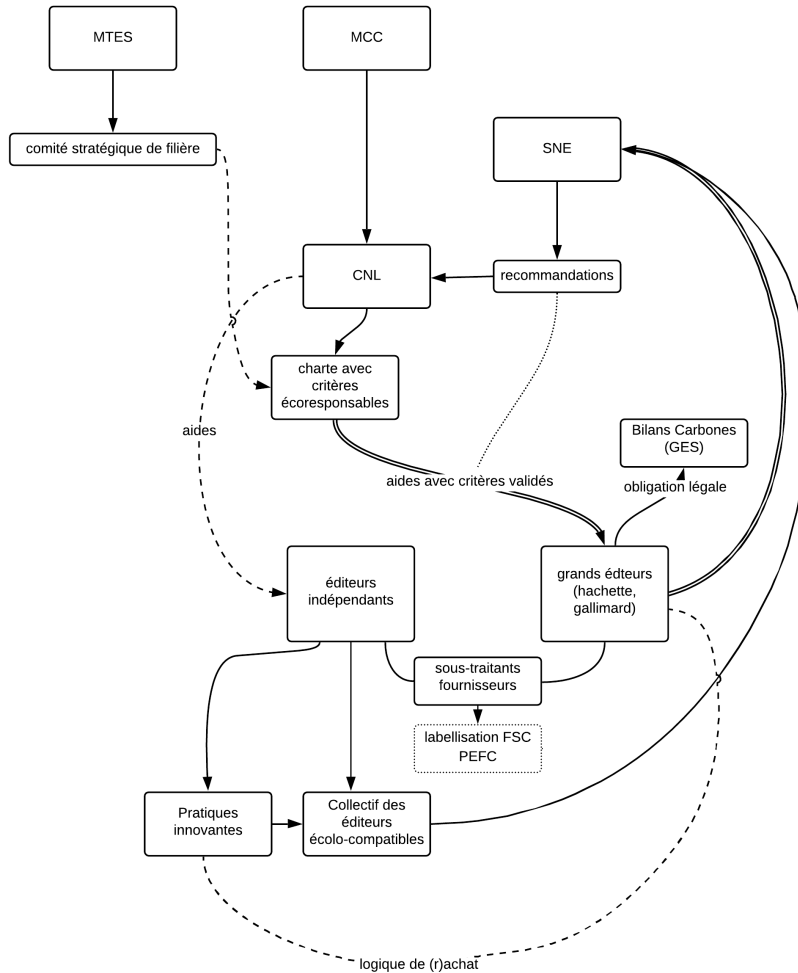 MTES
MCC
comité stratégique de filière
SNE
CNL
recommandations
charte avec
critères
écoresponsables
aides
aides avec critères validés
Bilans Carbones
(GES)
obligation légale
éditeurs
indépendants
grands édteurs
(hachette,
gallimard)
sous-traitants
fournisseurs
labellisation FSC
PEFC
Pratiques
innovantes
Collectif des
éditeurs
écolo-compatibles
logique de (r)achat